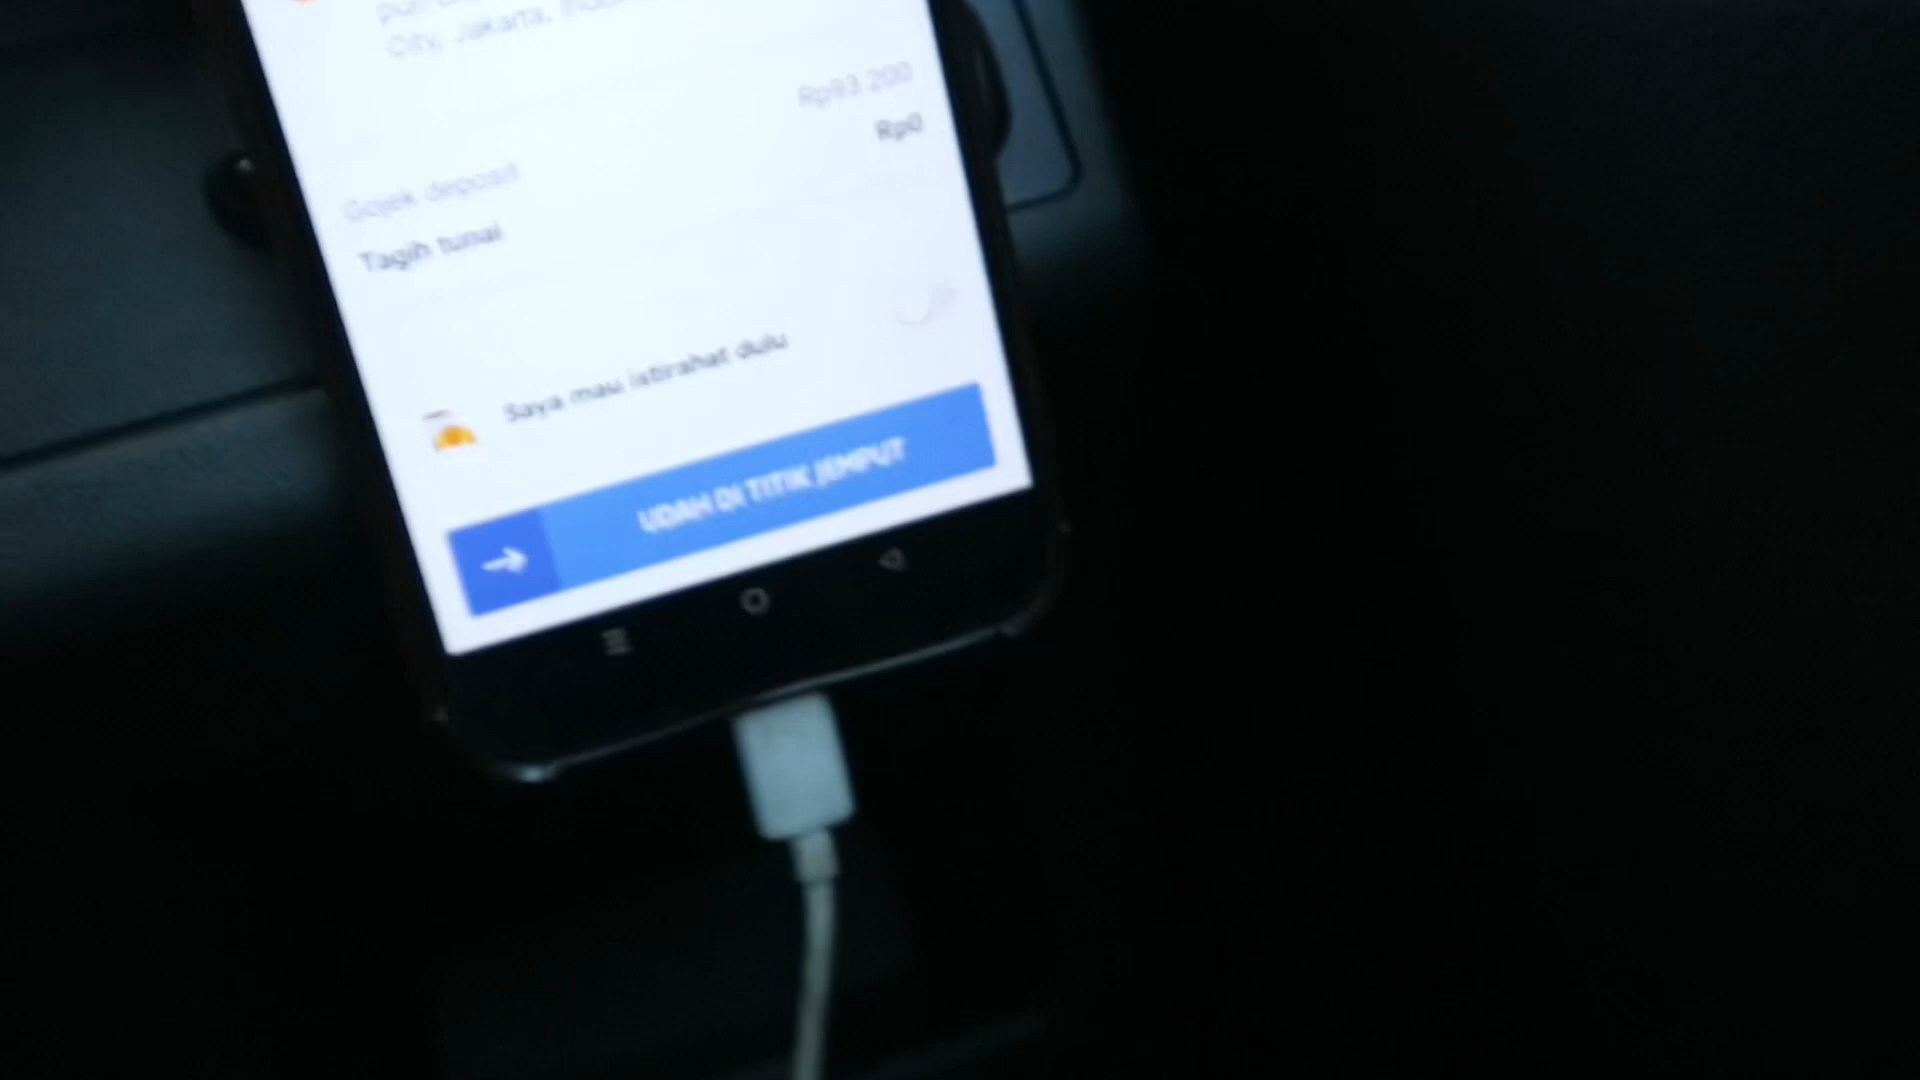 City, Jakarta,
Rp93.200
Rp0
Gojek deposit
Tagih tunai
Saya mau istirahat dulu
UDAH DI TITIK JEMPUT